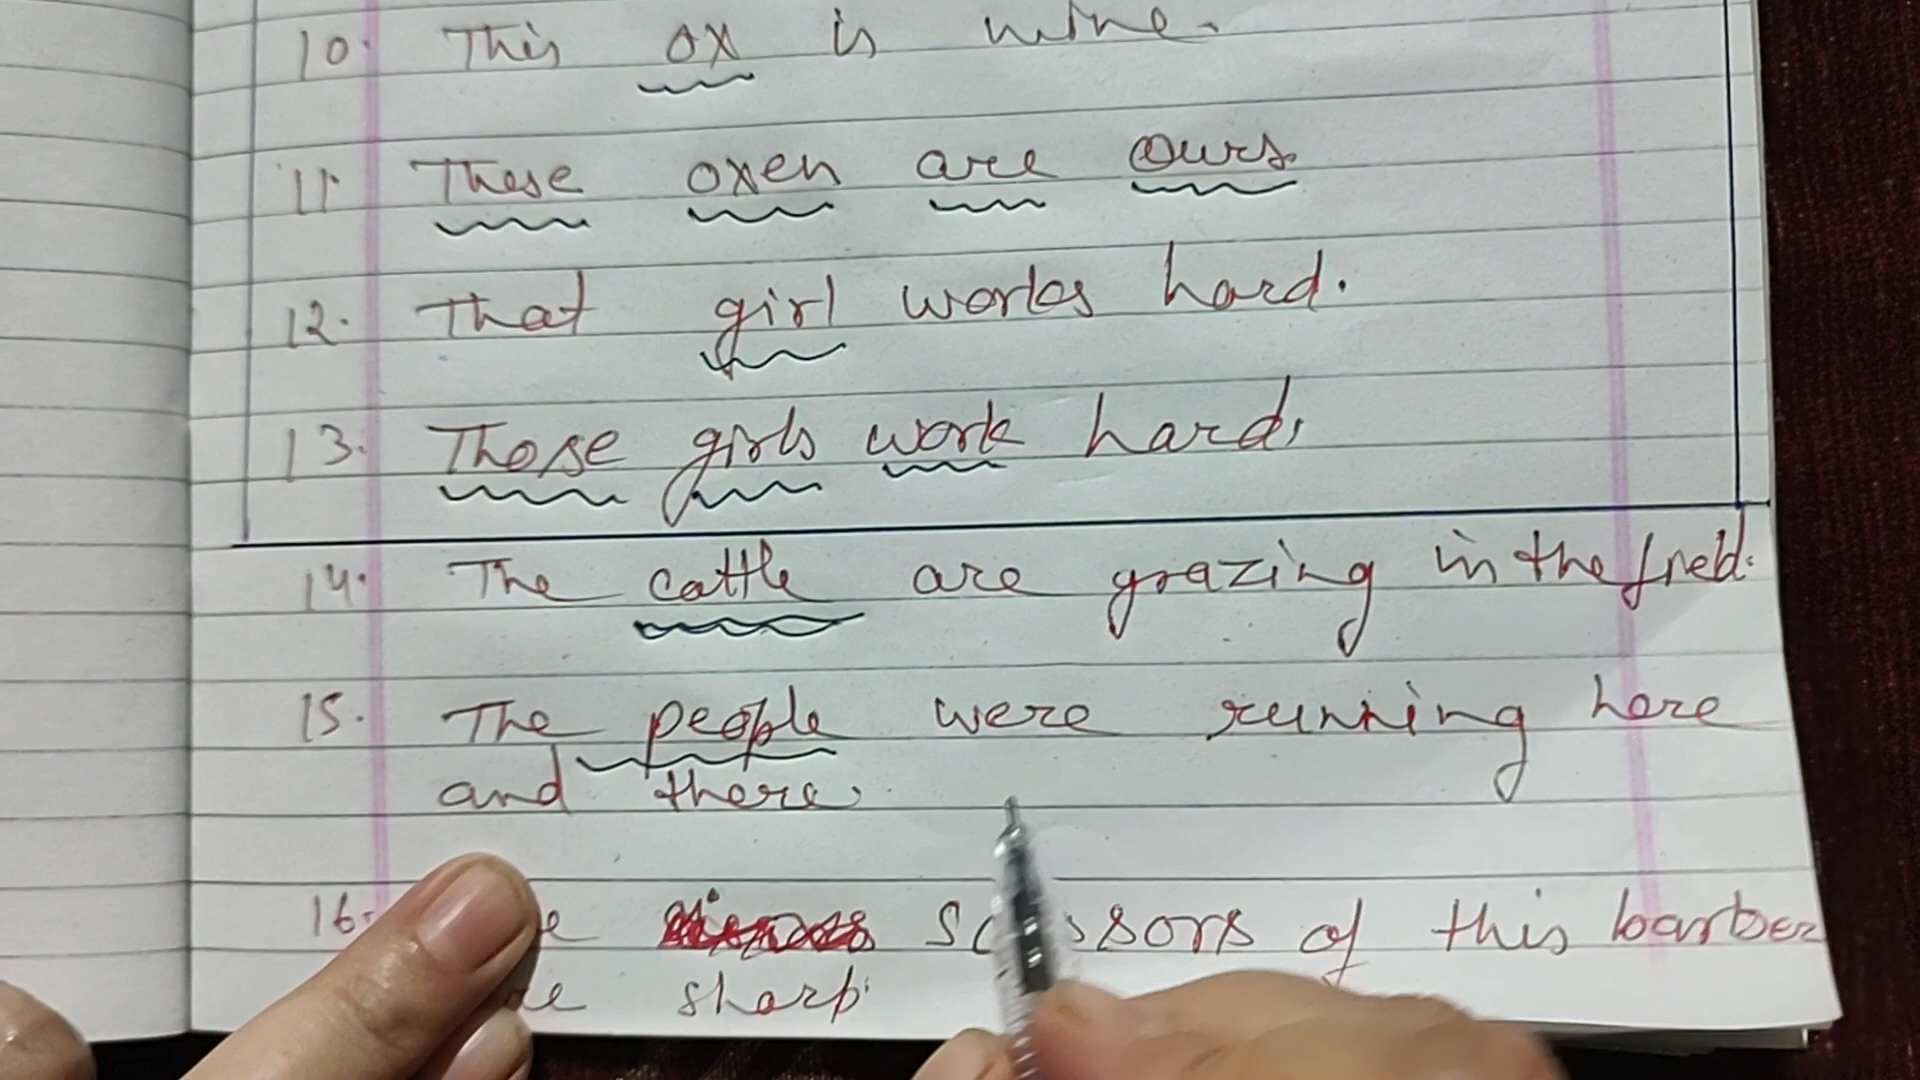 10. This ox is mine.
11. These oxen are ours.
12. That girl works hard.
13. Those girls work hard.
14. The cattle are grazing in the field.
15. The people were running here
and there.
16. of this barber
sharp.